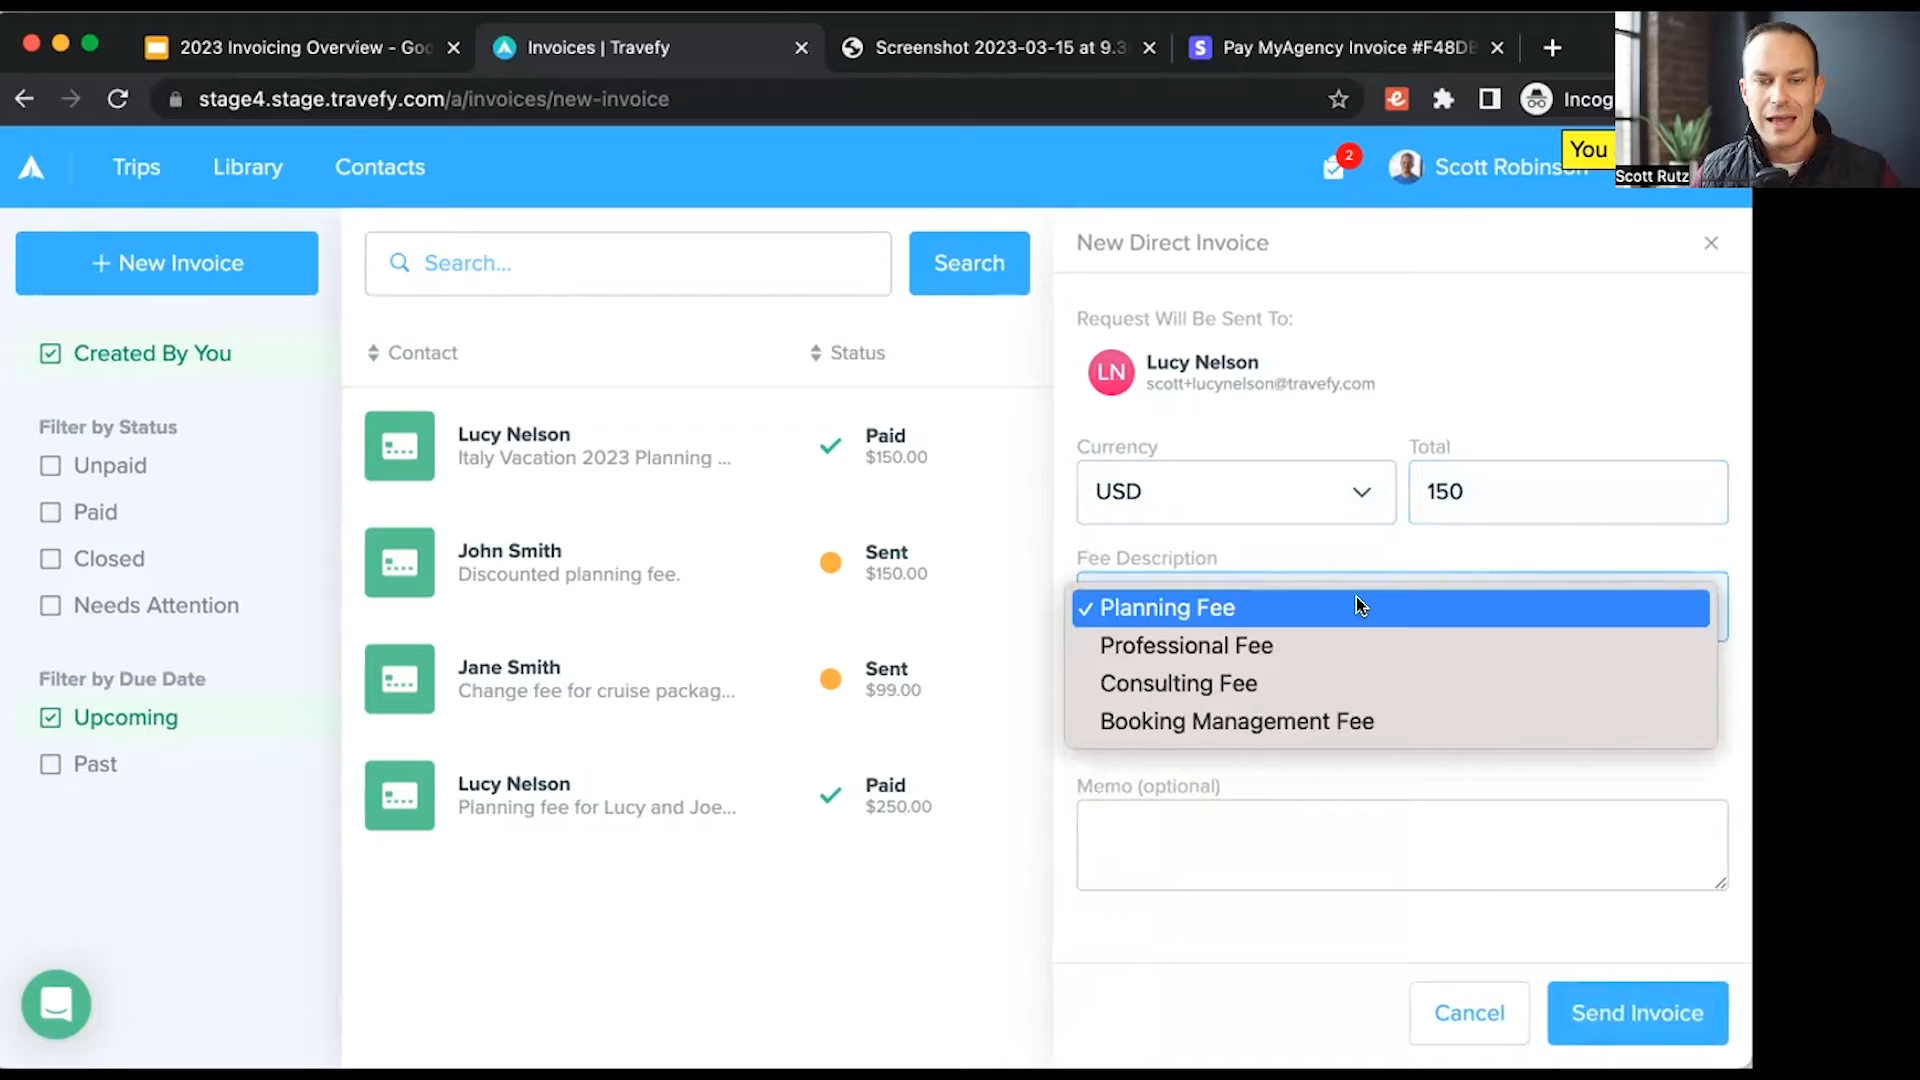 2023 Invoicing Overview - Goo
Invoices | Travefy
Screenshot 2023-03-15 at 9.3
Pay MyAgency Invoice #F48DE
stage4.stage.travefy.com/a/invoices/new-invoice
Incog
Trips
Library
Contacts
2
Scott Robinson
You
Scott Rutz
+ New Invoice
Search...
Search
New Direct Invoice
Created By You
Filter by Status
Unpaid
Paid
Closed
Needs Attention
Filter by Due Date
Upcoming
Past
Contact
Status
Lucy Nelson
Italy Vacation 2023 Planning ...
Paid
$150.00
John Smith
Discounted planning fee.
Sent
$150.00
Jane Smith
Change fee for cruise packag...
Sent
$99.00
Lucy Nelson
Planning fee for Lucy and Joe...
Paid
$250.00
Request Will Be Sent To:
LN
Lucy Nelson
scott+lucynelson@travefy.com
Currency
Total
USD
150
Fee Description
Planning Fee
Professional Fee
Consulting Fee
Booking Management Fee
Memo (optional)
Cancel
Send Invoice